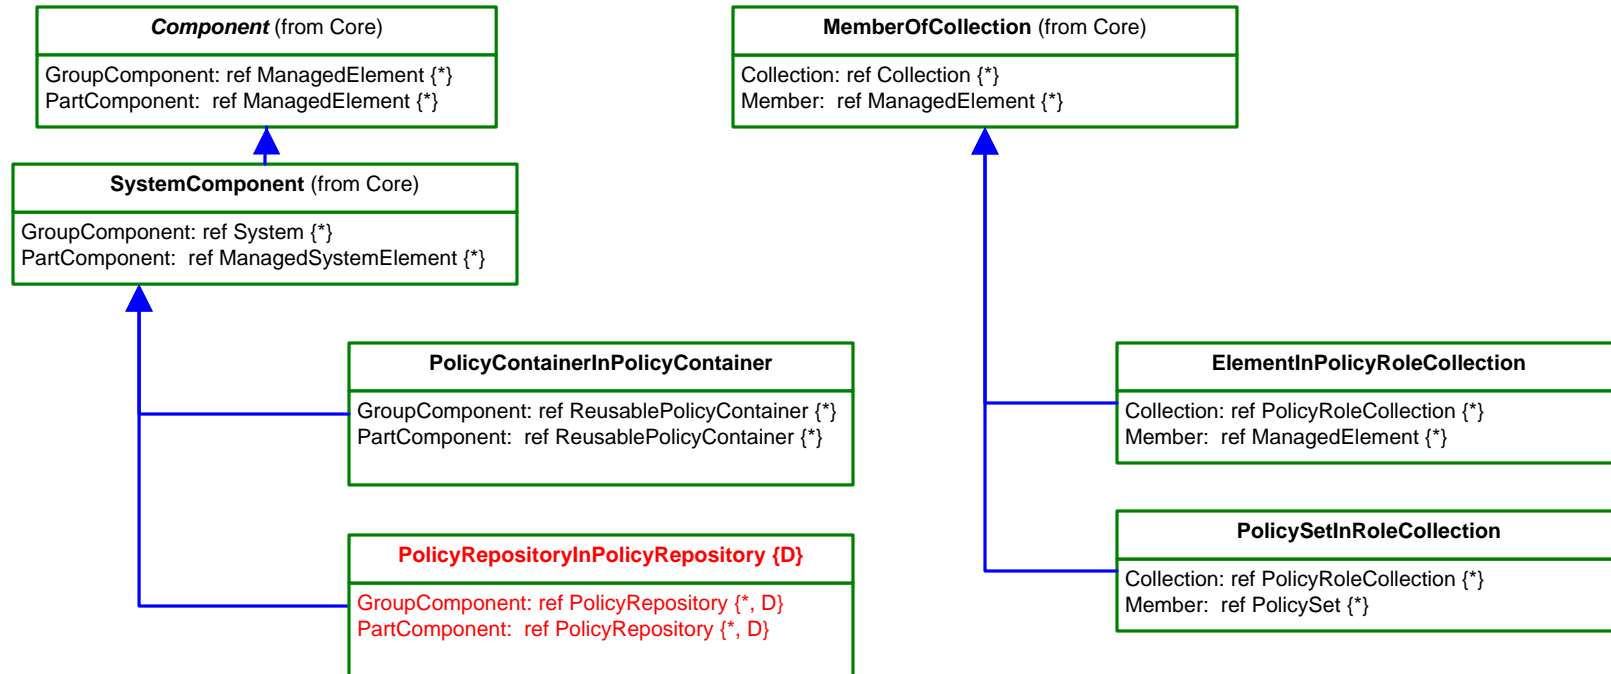 Component (from Core)
GroupComponent: ref ManagedElement {*}
PartComponent:  ref ManagedElement {*}
SystemComponent (from Core)
GroupComponent: ref System {*}
PartComponent:  ref ManagedSystemElement {*}
PolicyContainerInPolicyContainer
GroupComponent: ref ReusablePolicyContainer {*}
PartComponent:  ref ReusablePolicyContainer {*}
PolicyRepositoryInPolicyRepository {D}
GroupComponent: ref PolicyRepository {*, D}
PartComponent:  ref PolicyRepository {*, D}
MemberOfCollection (from Core)
Collection: ref Collection {*}
Member:  ref ManagedElement {*}
ElementInPolicyRoleCollection
Collection: ref PolicyRoleCollection {*}
Member:  ref ManagedElement {*}
PolicySetInRoleCollection
Collection: ref PolicyRoleCollection {*}
Member:  ref PolicySet {*}